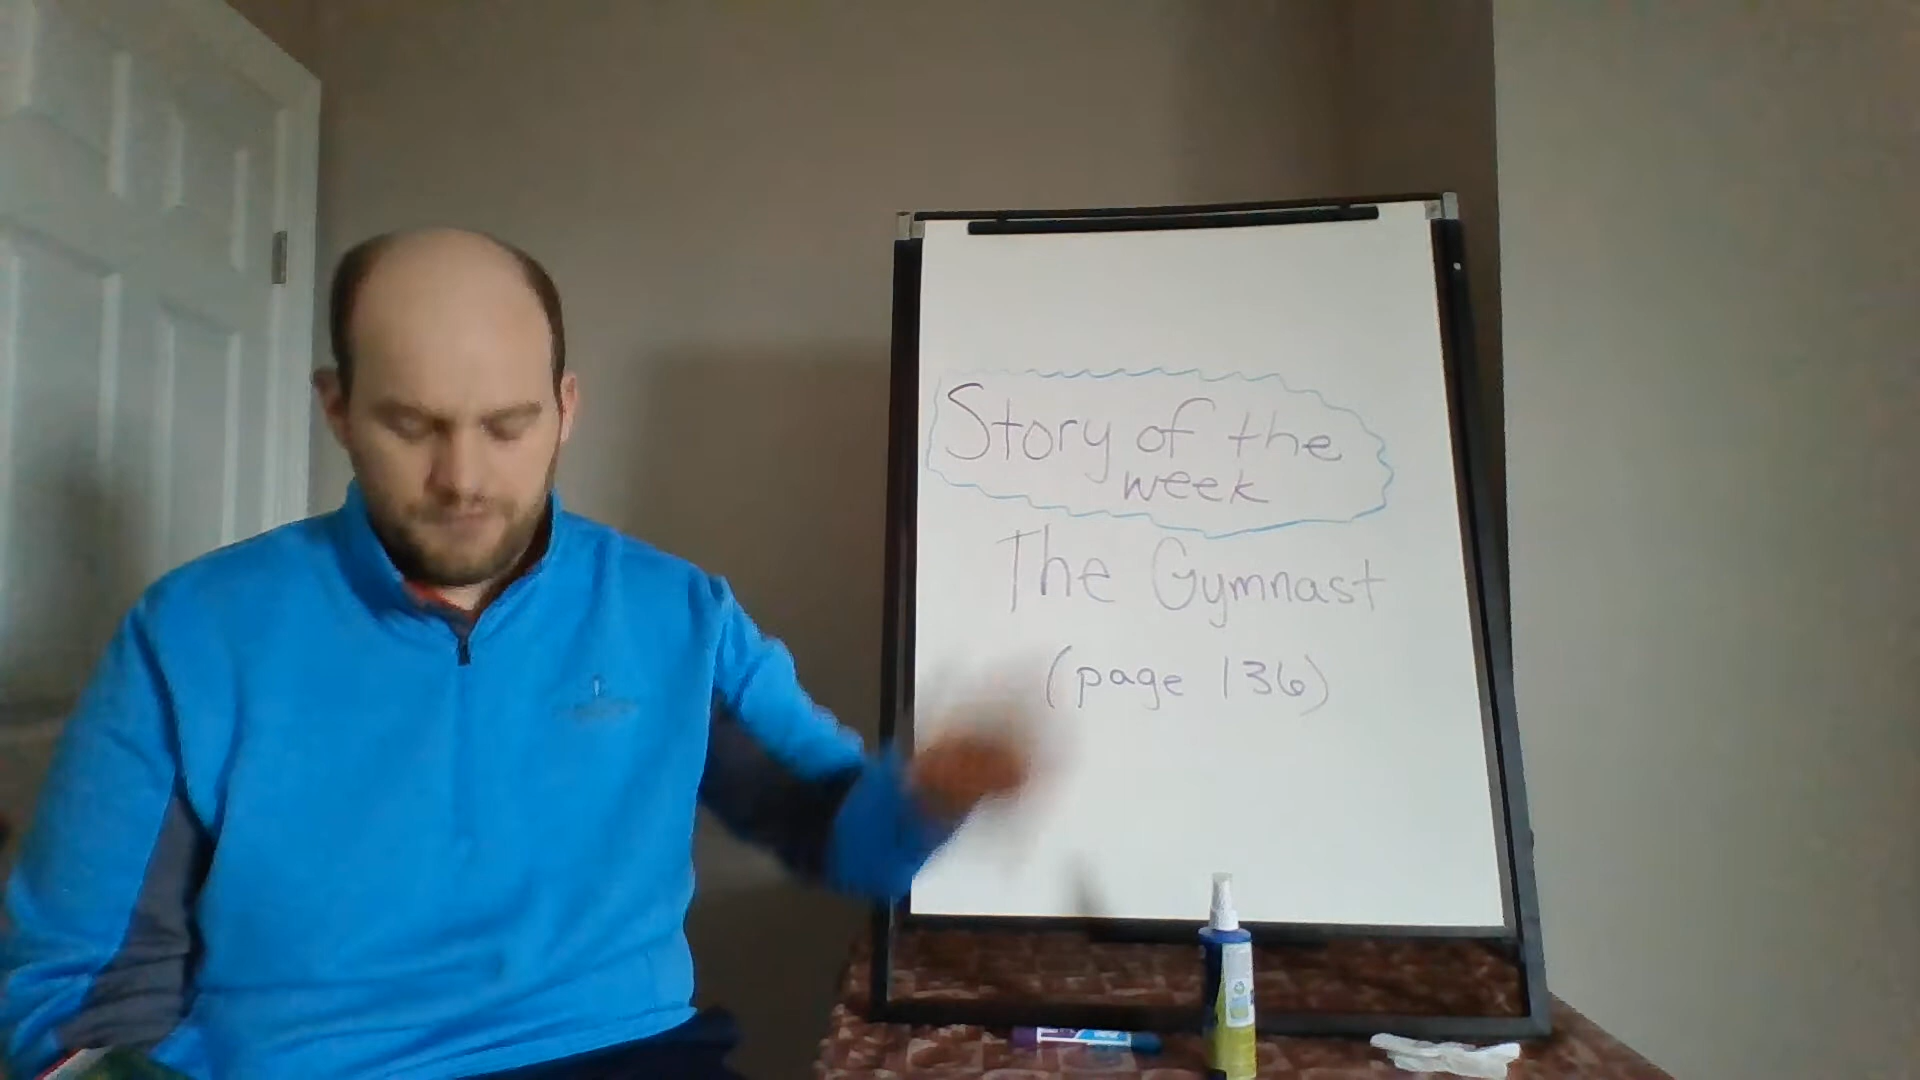 Story of the
week
The Gymnast
(page 136)